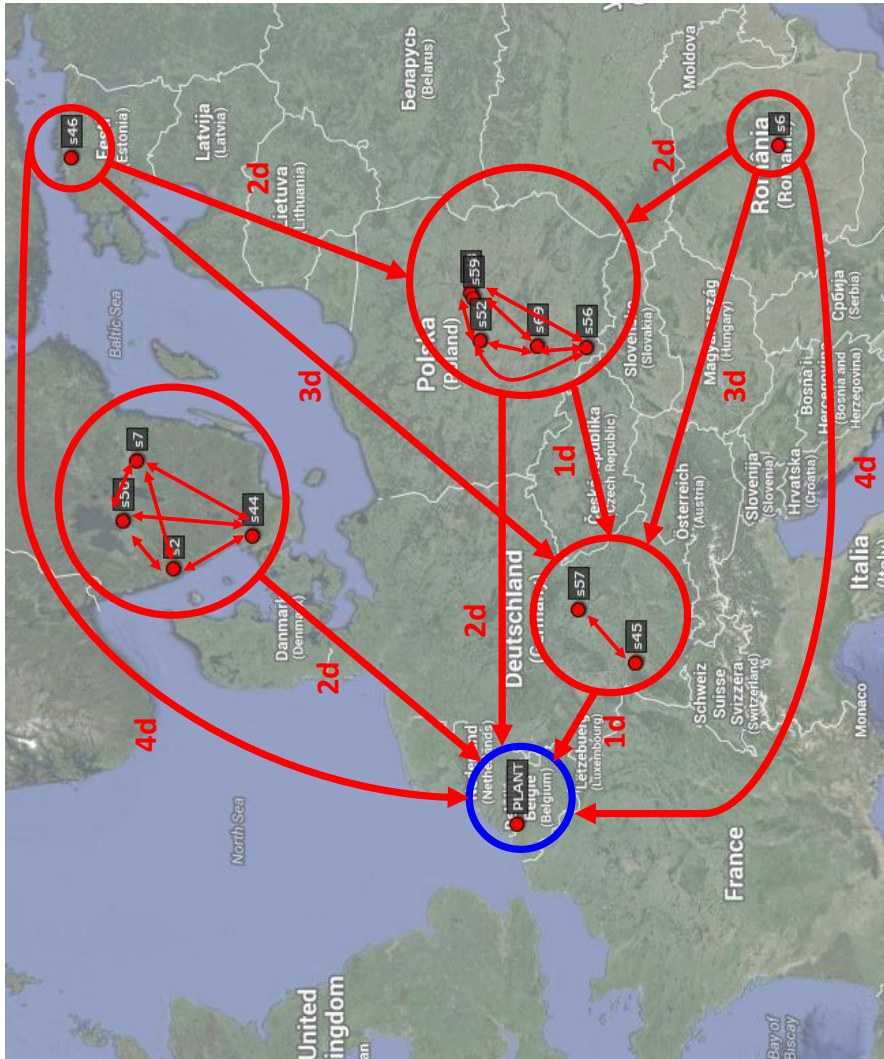 s46
Eesti
(Estonia)
Latvija
(Latvia)
Lietuva
(Lithuania)
Беларусь
(Belarus)
Moldova
Baltic Sea
s7
s2
s44
4d
2d
North Sea
Danmark
(Denmark)
2d
3d
United
ingdom
Polska
(Poland)
s59
s52
s69
s56
2d
1d
PLANT
België
(Belgium)
(Netherlands)
Deutschland
(Germany)
s57
s45
1d
Lëtzebuerg
(Luxembourg)
Česká republika
(Czech Republic)
Slovensko
(Slovakia)
Österreich
(Austria)
Magyarország
(Hungary)
Schweiz
Suisse
Svizzera
(Switzerland)
3d
2d
France
Slovenija
(Slovenia)
Hrvatska
(Croatia)
Bosna i
Hercegovina
(Bosnia and
Herzegovina)
România
(Romania)
s6
Bay of
Monaco
Italia
4d
Србија
(Serbia)